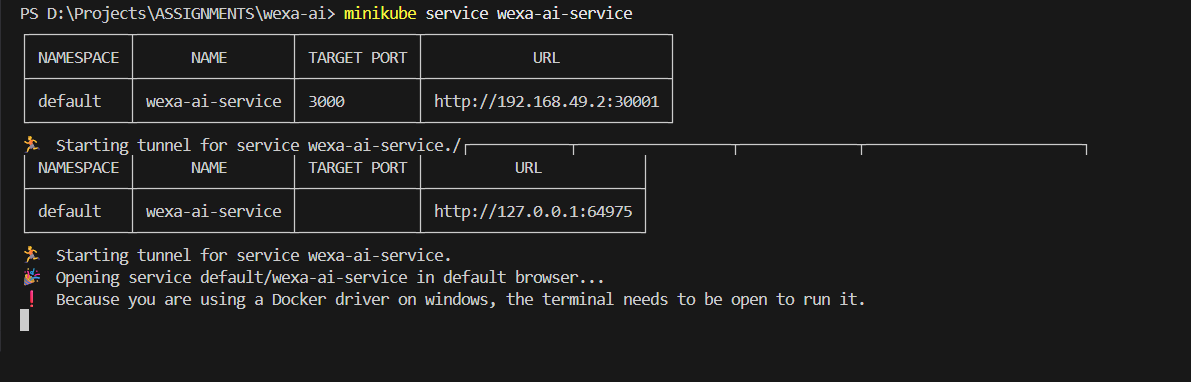 PS D:\Projects\ASSIGNMENTS\wexa-ai> minikube service wexa-ai-service
NAMESPACE NAME TARGET PORT URL
default wexa-ai-service 3000 http://192.168.49.2:30001
🏃 Starting tunnel for service wexa-ai-service./
NAMESPACE NAME TARGET PORT URL
default wexa-ai-service http://127.0.0.1:64975
🏃 Starting tunnel for service wexa-ai-service.
🎉 Opening service default/wexa-ai-service in default browser...
❗ Because you are using a Docker driver on windows, the terminal needs to be open to run it.